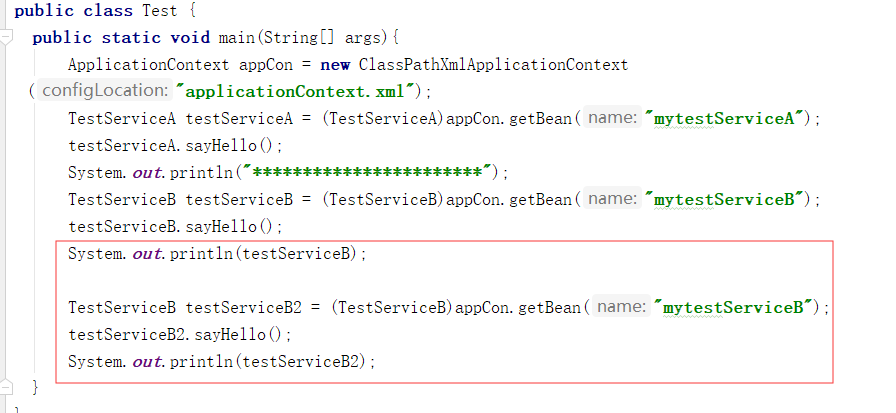 public class Test {
public static void main(String[] args){
ApplicationContext appCon = new ClassPathXmlApplicationContext
( configLocation: "applicationContext.xml");
TestServiceA testServiceA = (TestServiceA)appCon.getBean( name: "mytestServiceA");
testServiceA.sayHello();
System.out.println("***********************");
TestServiceB testServiceB = (TestServiceB)appCon.getBean( name: "mytestServiceB");
testServiceB.sayHello();
System.out.println(testServiceB);
TestServiceB testServiceB2 = (TestServiceB)appCon.getBean( name: "mytestServiceB");
testServiceB2.sayHello();
System.out.println(testServiceB2);
}
}